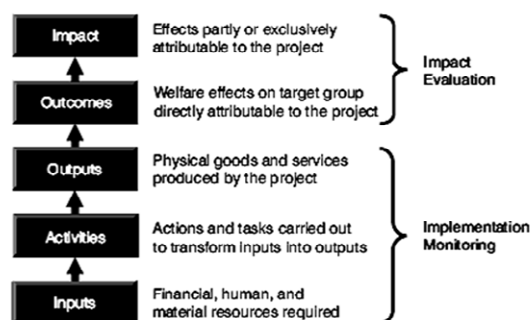 Impact
Effects partly or exclusively
attributable to the project
Outcomes
Welfare effects on target group
directly attributable to the project
Impact
Evaluation
Outputs
Physical goods and services
produced by the project
Activities
Actions and tasks carried out
to transform inputs into outputs
Implementation
Monitoring
Inputs
Financial, human, and
material resources required